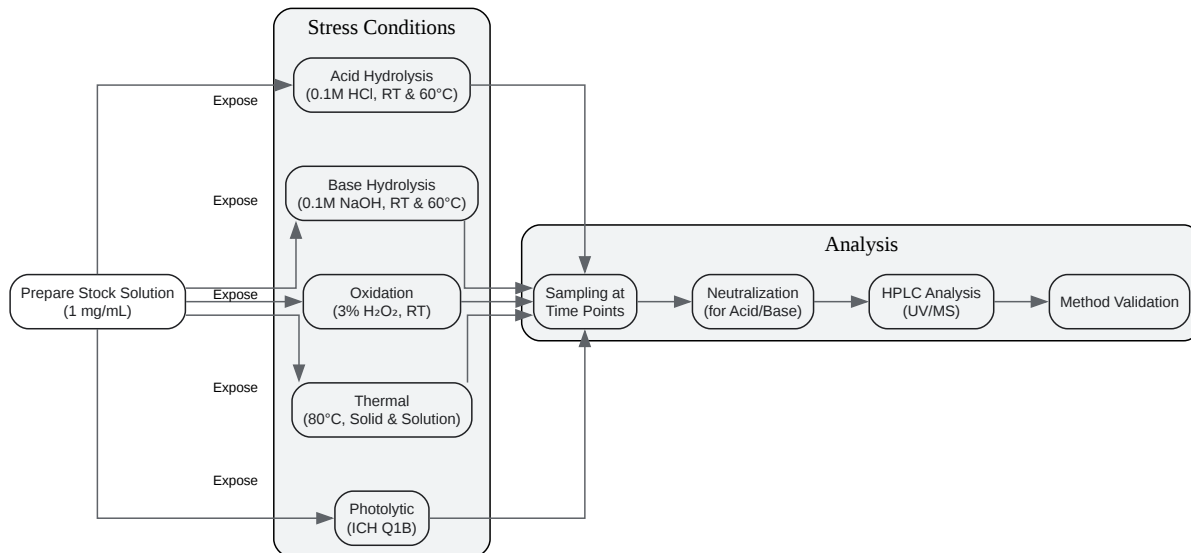 Stress Conditions
Acid Hydrolysis
(0.1M HCl, RT & 60°C)
Expose
Base Hydrolysis
(0.1M NaOH, RT & 60°C)
Expose
Analysis
Prepare Stock Solution
(1 mg/mL)
Expose
Oxidation
(3% H₂O₂, RT)
Sampling at
Time Points
Neutralization
(for Acid/Base)
HPLC Analysis
(UV/MS)
Method Validation
Expose
Thermal
(80°C, Solid & Solution)
Expose
Photolytic
(ICH Q1B)